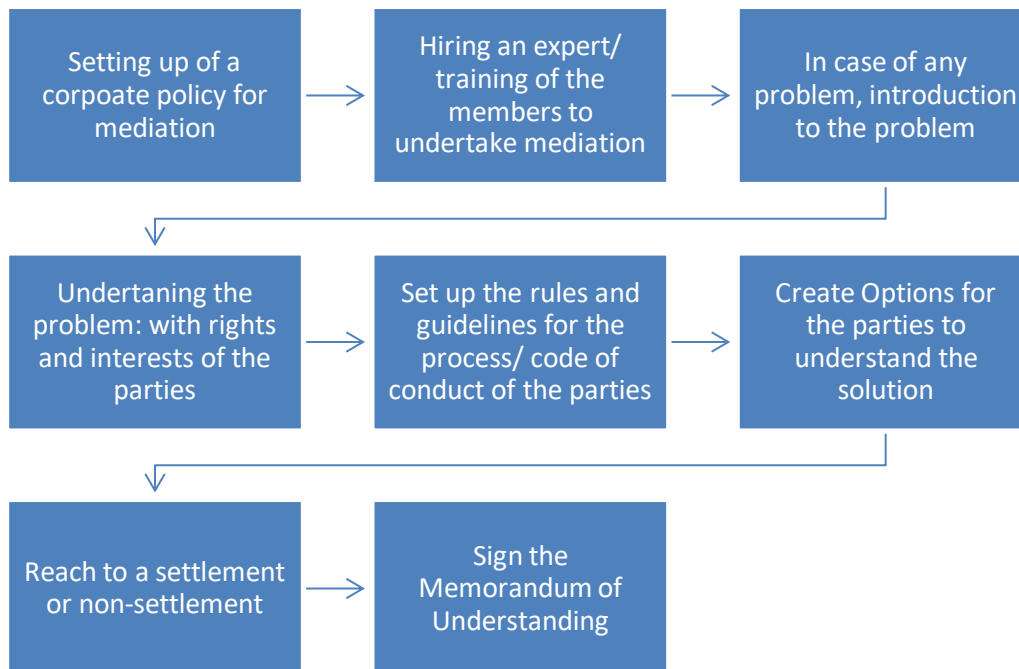 Setting up of a
corpoate policy for
mediation
Hiring an expert/
training of the
members to
undertake mediation
In case of any
problem, introduction
to the problem
Undertaning the
problem: with rights
and interests of the
parties
Set up the rules and
guidelines for the
process/ code of
conduct of the parties
Create Options for
the parties to
understand the
solution
Reach to a settlement
or non-settlement
Sign the
Memorandum of
Understanding